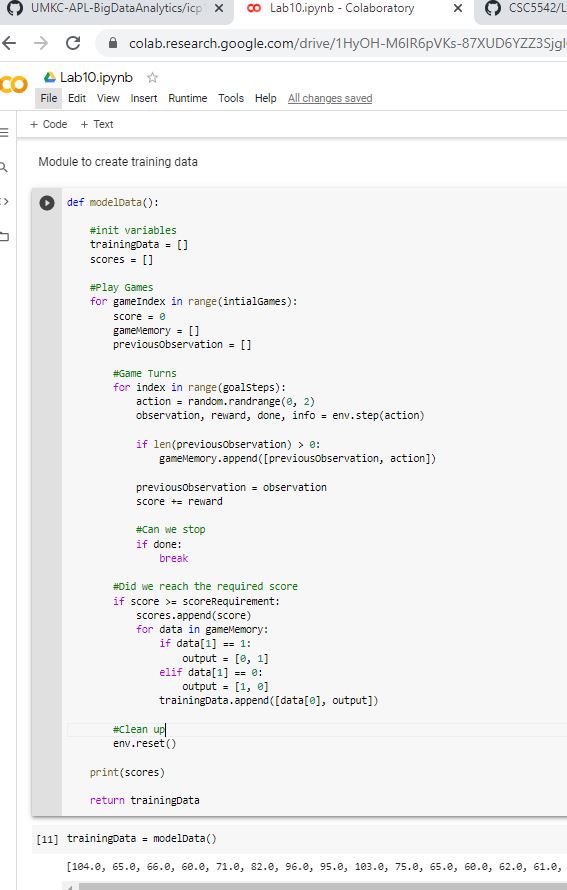 UMKC-APL-BigDataAnalytics/icp1
Lab10.ipynb - Colaboratory
CSC5542/L
colab.research.google.com/drive/1HyOH-M6IR6pVKs-87XUD6YZZ3Sjgl
CO
Lab10.ipynb
File Edit View Insert Runtime Tools Help All changes saved
+ Code + Text
Module to create training data
def modelData():
#init variables
trainingData = []
scores = []
#Play Games
for gameIndex in range(intialGames):
score = 0
gameMemory = []
previousObservation = []
#Game Turns
for index in range(goalSteps):
action = random.randrange(0, 2)
observation, reward, done, info = env.step(action)
if len(previousObservation) > 0:
gameMemory.append([previousObservation, action])
previousObservation = observation
score += reward
#Can we stop
if done:
break
#Did we reach the required score
if score >= scoreRequirement:
scores.append(score)
for data in gameMemory:
if data[1] == 1:
output = [0, 1]
elif data[1] == 0:
output = [1, 0]
trainingData.append([data[0], output])
#Clean up
env.reset()
print(scores)
return trainingData
[11] trainingData = modelData()
[104.0, 65.0, 66.0, 60.0, 71.0, 82.0, 96.0, 95.0, 103.0, 75.0, 65.0, 60.0, 62.0, 61.0,